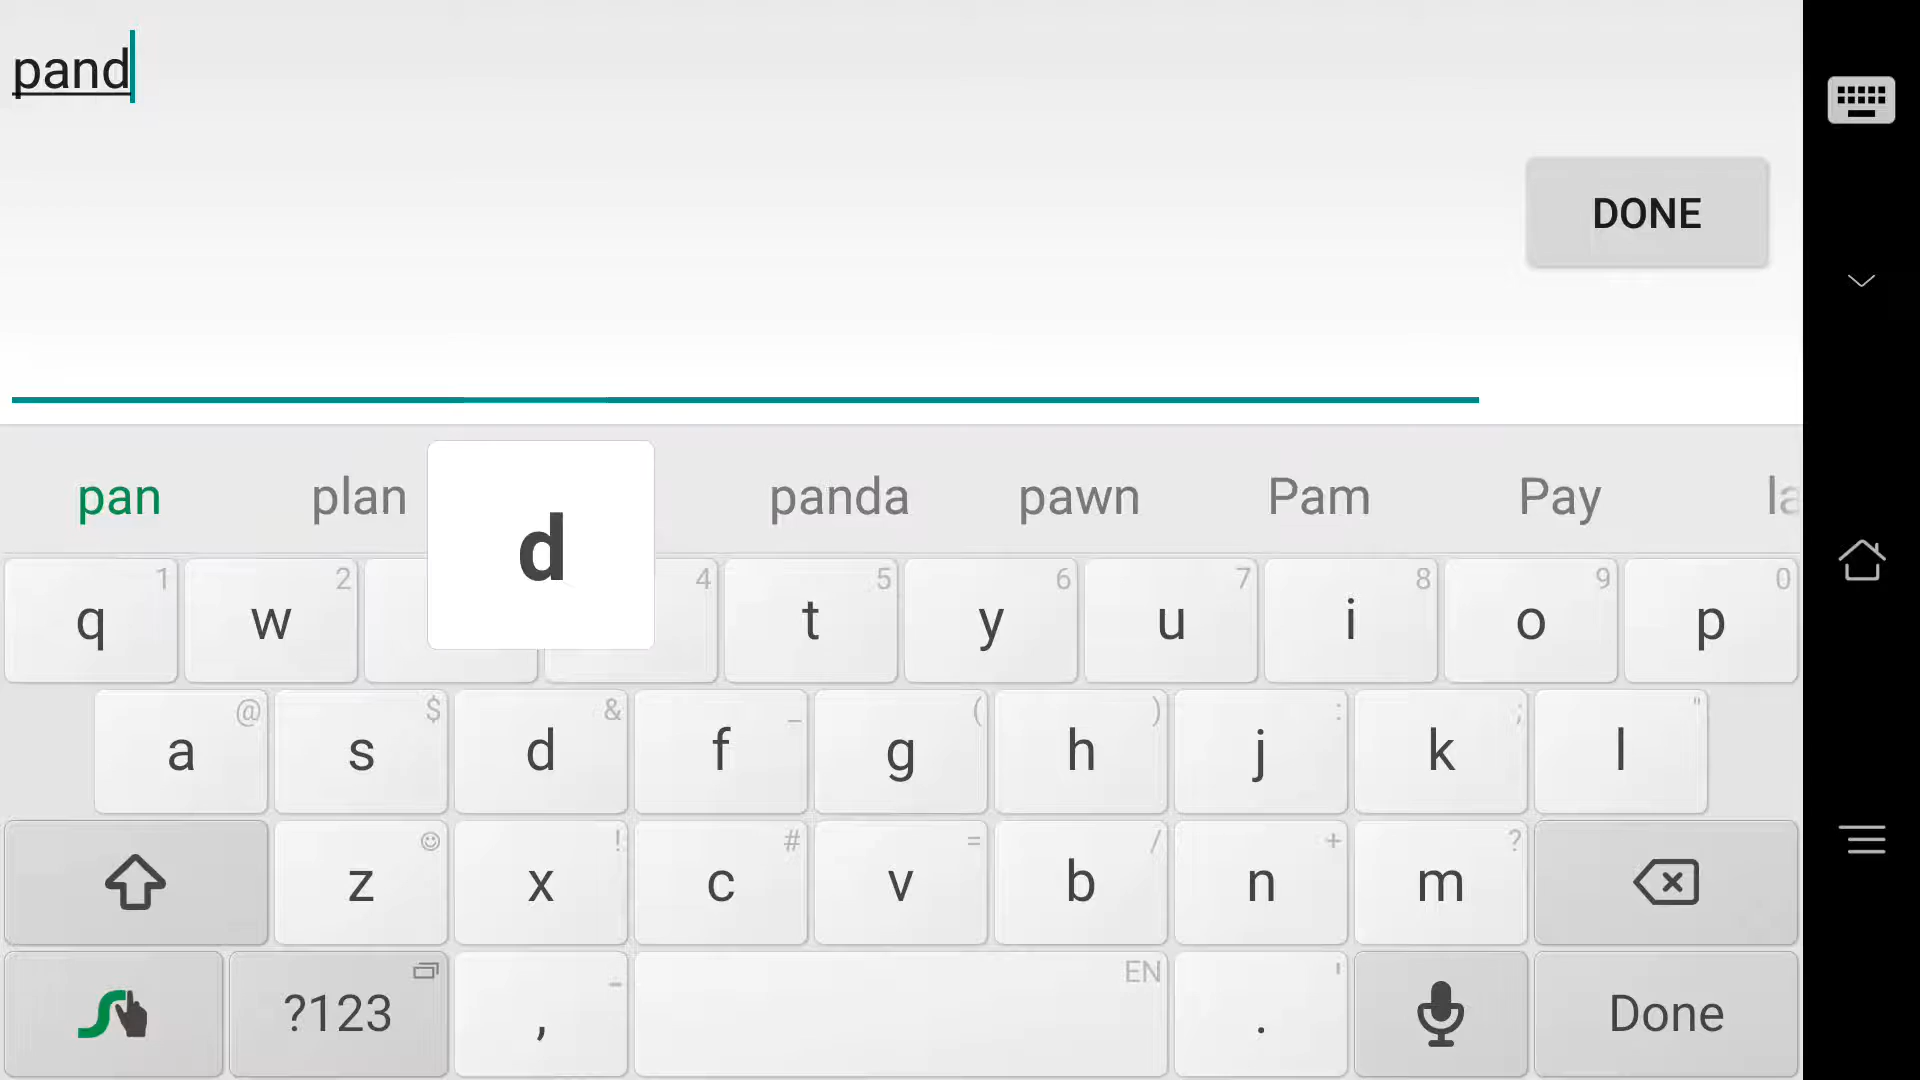 pand
DONE
pan plan panda pawn Pam Pay la
d
1 2 4 5 6 7 8 9 0
q w t y u i o p
@ $ & _ ( ) : ; "
a s d f g h j k l
! # = / + ?
z x c v b n m
EN - '
?123 , . Done